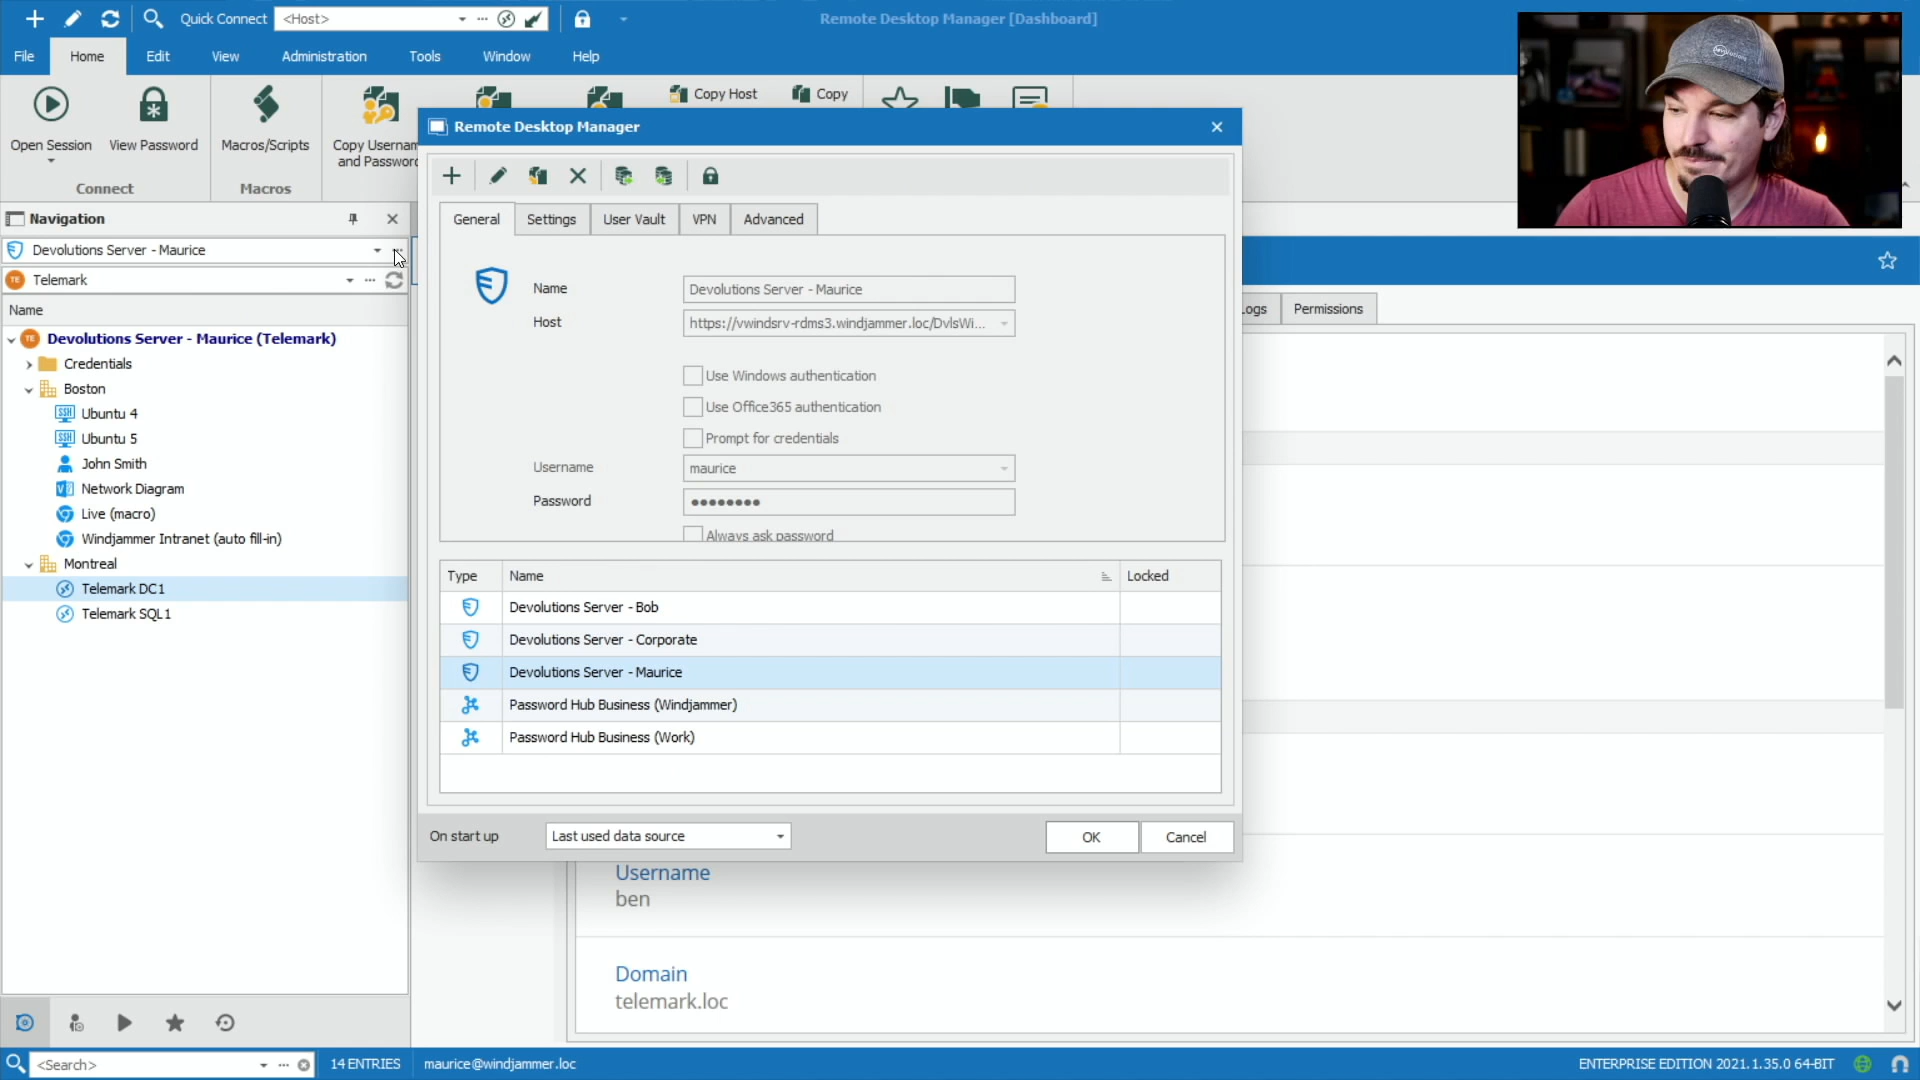 Quick Connect
<Host>
Remote Desktop Manager [Dashboard]
File
Home
Edit
View
Administration
Tools
Window
Help
Open Session
View Password
Connect
Macros/Scripts
Macros
Copy Usernam
and Password
Copy Host
Copy
Remote Desktop Manager
Navigation
Devolutions Server - Maurice
TE
Telemark
Name
TE
Devolutions Server - Maurice (Telemark)
Credentials
Boston
SSH
Ubuntu 4
SSH
Ubuntu 5
John Smith
Network Diagram
Live (macro)
Windjammer Intranet (auto fill-in)
Montreal
Telemark DC1
Telemark SQL1
General
Settings
User Vault
VPN
Advanced
Name
Devolutions Server - Maurice
Host
https://vwindsrv-rdms3.windjammer.loc/DvlsWi...
Use Windows authentication
Use Office365 authentication
Prompt for credentials
Username
maurice
Password
●●●●●●●●
Always ask password
Type
Name
Locked
Devolutions Server - Bob
Devolutions Server - Corporate
Devolutions Server - Maurice
Password Hub Business (Windjammer)
Password Hub Business (Work)
On start up
Last used data source
OK
Cancel
Logs
Permissions
Username
ben
Domain
telemark.loc
<Search>
14 ENTRIES
maurice@windjammer.loc
ENTERPRISE EDITION 2021.1.35.0 64-BIT